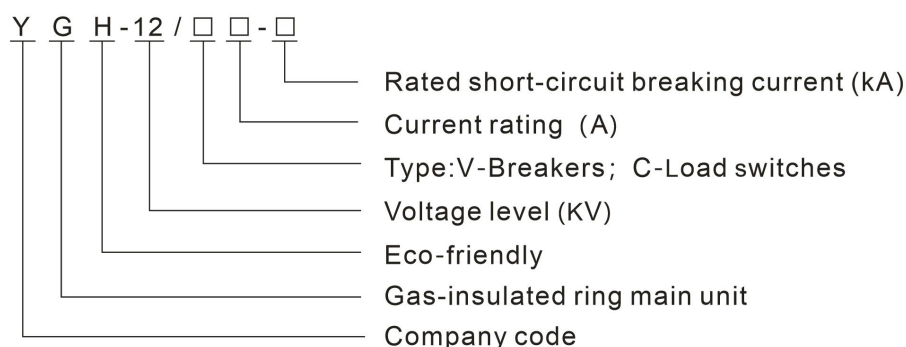 Y G H-12/□ □-□
Rated short-circuit breaking current (kA)
Current rting (A)
Type:V-Breakers; C-Load switches
Voltage level (KV)
Eco-friendly
Gas-insulated ring main unit
Company code